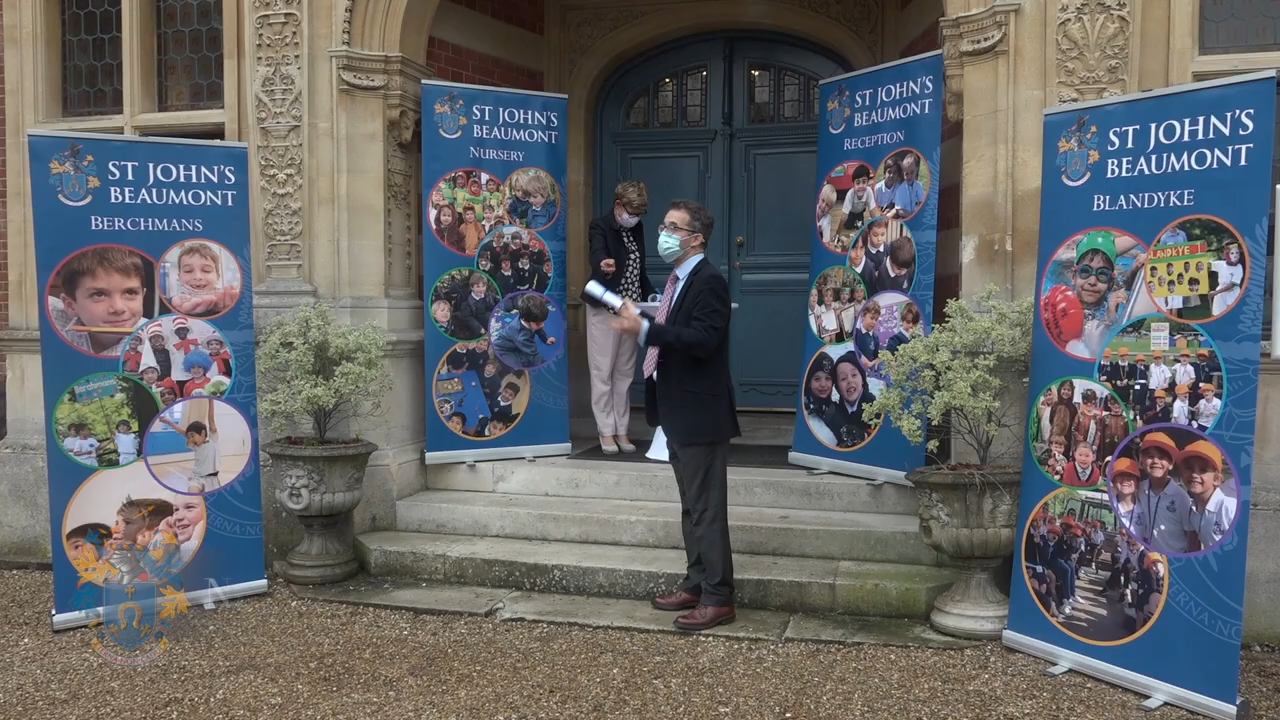 ST JOHN'S
BEAUMONT
BERCHMANS
ST JOHN'S
BEAUMONT
NURSERY
ST JOHN'S
BEAUMONT
RECEPTION
ST JOHN'S
BEAUMONT
BLANDYKE